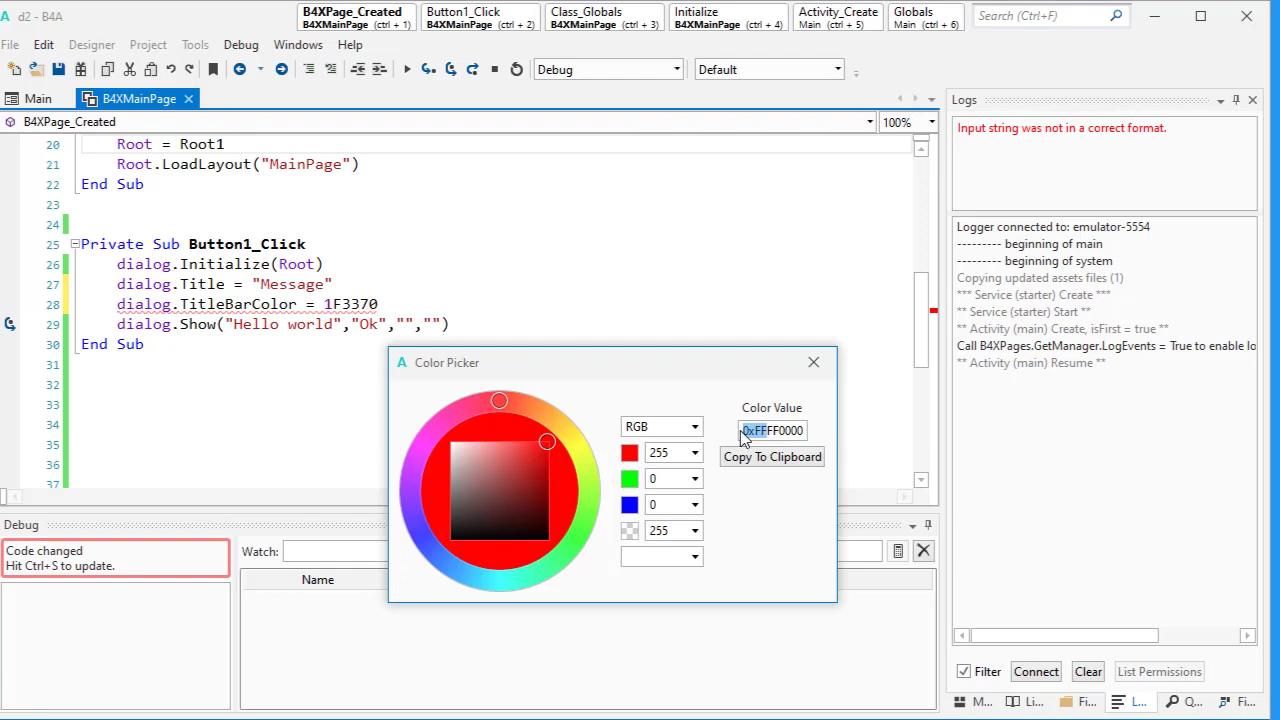 d2 - B4A
B4XPage_Created
B4XMainPage (ctrl + 1)
Button1_Click
B4XMainPage (ctrl + 2)
Class_Globals
B4XMainPage (ctrl + 3)
Initialize
B4XMainPage (ctrl + 4)
Activity_Create
Main (ctrl + 5)
Globals
Main (ctrl + 6)
Search (Ctrl+F)
File Edit Designer Project Tools Debug Windows Help
Debug Default
Main B4XMainPage
B4XPage_Created 100%
20 Root = Root1
21 Root.LoadLayout("MainPage")
22 End Sub
23
24
25 Private Sub Button1_Click
26 dialog.Initialize(Root)
27 dialog.Title = "Message"
28 dialog.TitleBarColor = 1F3370
29 dialog.Show("Hello world","Ok","","")
30 End Sub
31
32
33
34
35
36
37
Color Picker
RGB
255
0
0
255
Color Value
0xFFFF0000
Copy To Clipboard
Debug
Code changed
Hit Ctrl+S to update.
Watch:
Name
Logs
Input string was not in a correct format.
Logger connected to: emulator-5554
--------- beginning of main
--------- beginning of system
Copying updated assets files (1)
*** Service (starter) Create ***
** Service (starter) Start **
** Activity (main) Create, isFirst = true **
Call B4XPages.GetManager.LogEvents = True to enable lo
** Activity (main) Resume **
Filter Connect Clear List Permissions
M... Li... Fi... L... Q... Fi...